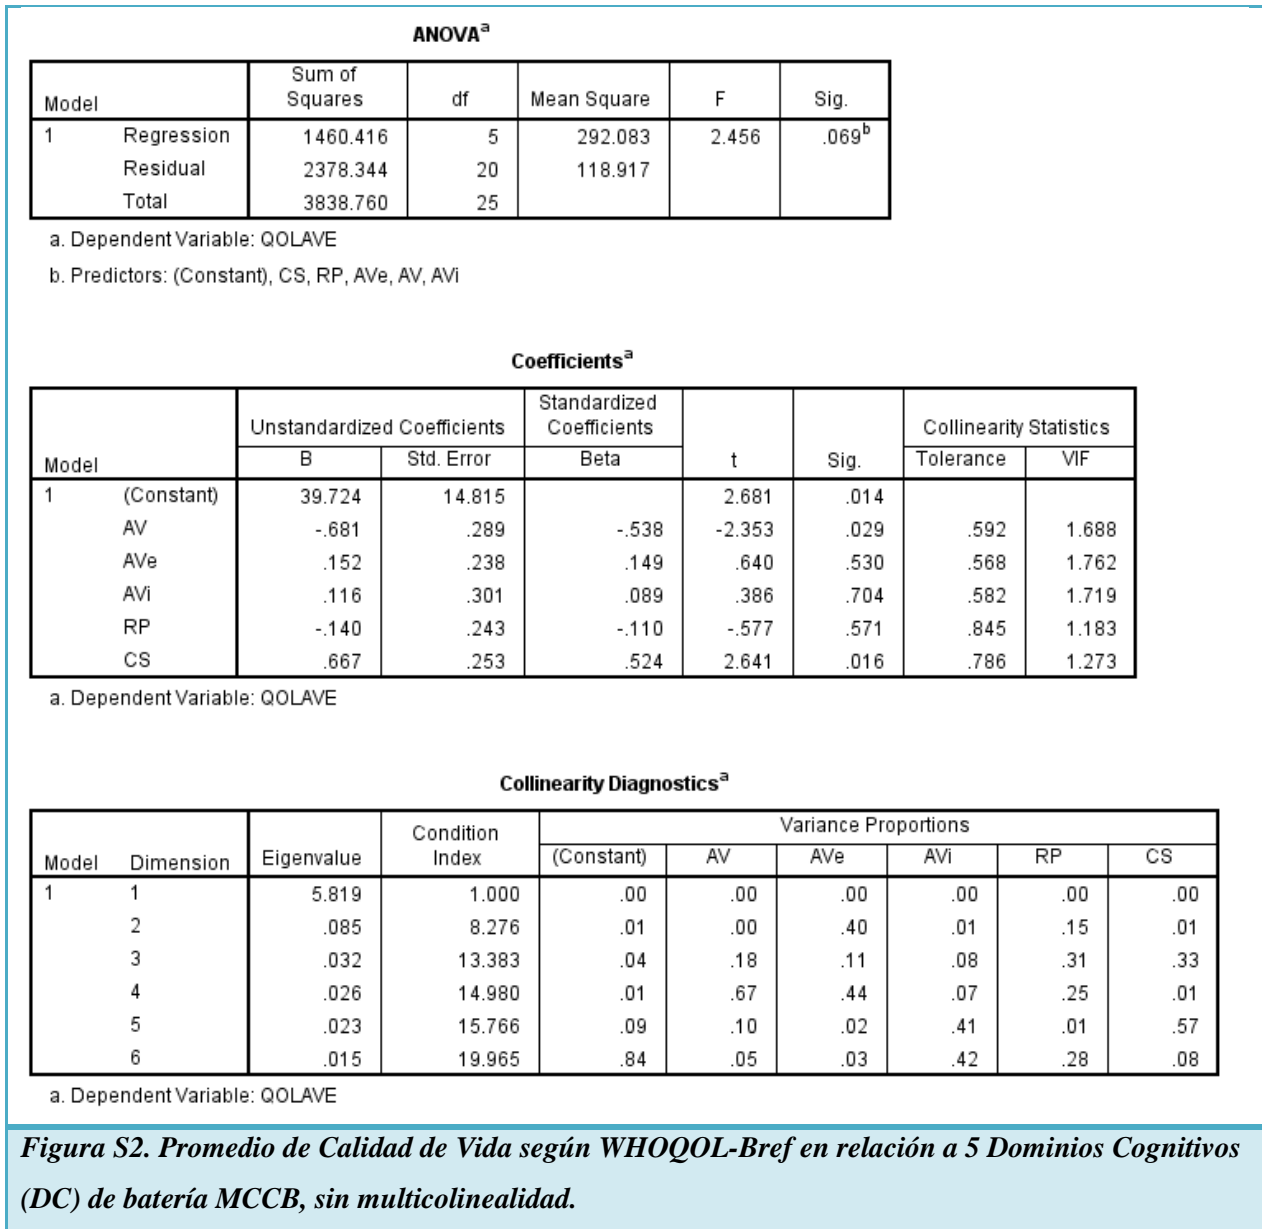 ANOVAa
Model Sum of Squares df Mean Square F Sig.
1 Regression 1460.416 5 292.083 2.456 .069b
Residual 2378.344 20 118.917
Total 3838.760 25
a. Dependent Variable: QOLAVE
b. Predictors: (Constant), CS, RP, AVe, AV, AVi
Coefficientsa
Model Unstandardized Coefficients Standardized Coefficients t Sig. Collinearity Statistics
B Std. Error Beta Tolerance VIF
1 (Constant) 39.724 14.815 2.681 .014
AV -.681 .289 -.538 -2.353 .029 .592 1.688
AVe .152 .238 .149 .640 .530 .568 1.762
AVi .116 .301 .089 .386 .704 .582 1.719
RP -.140 .243 -.110 -.577 .571 .845 1.183
CS .667 .253 .524 2.641 .016 .786 1.273
a. Dependent Variable: QOLAVE
Collinearity Diagnosticsa
Model Dimension Eigenvalue Condition Index Variance Proportions
(Constant) AV AVe AVi RP CS
1 1 5.819 1.000 .00 .00 .00 .00 .00 .00
2 .085 8.276 .01 .00 .40 .01 .15 .01
3 .032 13.383 .04 .18 .11 .08 .31 .33
4 .026 14.980 .01 .67 .44 .07 .25 .01
5 .023 15.766 .09 .10 .02 .41 .01 .57
6 .015 19.965 .84 .05 .03 .42 .28 .08
a. Dependent Variable: QOLAVE
Figura S2. Promedio de Calidad de Vida según WHOQOL-Bref en relación a 5 Dominios Cognitivos
(DC) de batería MCCB, sin multicolinealidad.